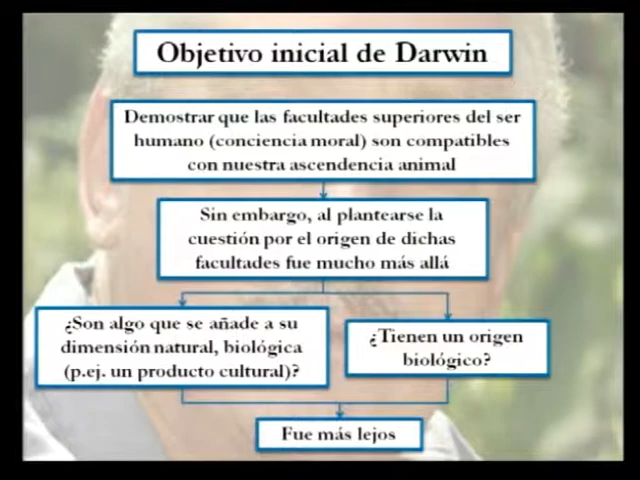 Objetivo inicial de Darwin
Demostrar que las facultades superiores del ser
humano (conciencia moral) son compatibles
con nuestra ascendencia animal
Sin embargo, al plantearse la
cuestión por el origen de dichas
facultades fue mucho más allá
¿Son algo que se añade a su
dimensión natural, biológica
(p.ej. un producto cultural)?
¿Tienen un origen
biológico?
Fue más lejos